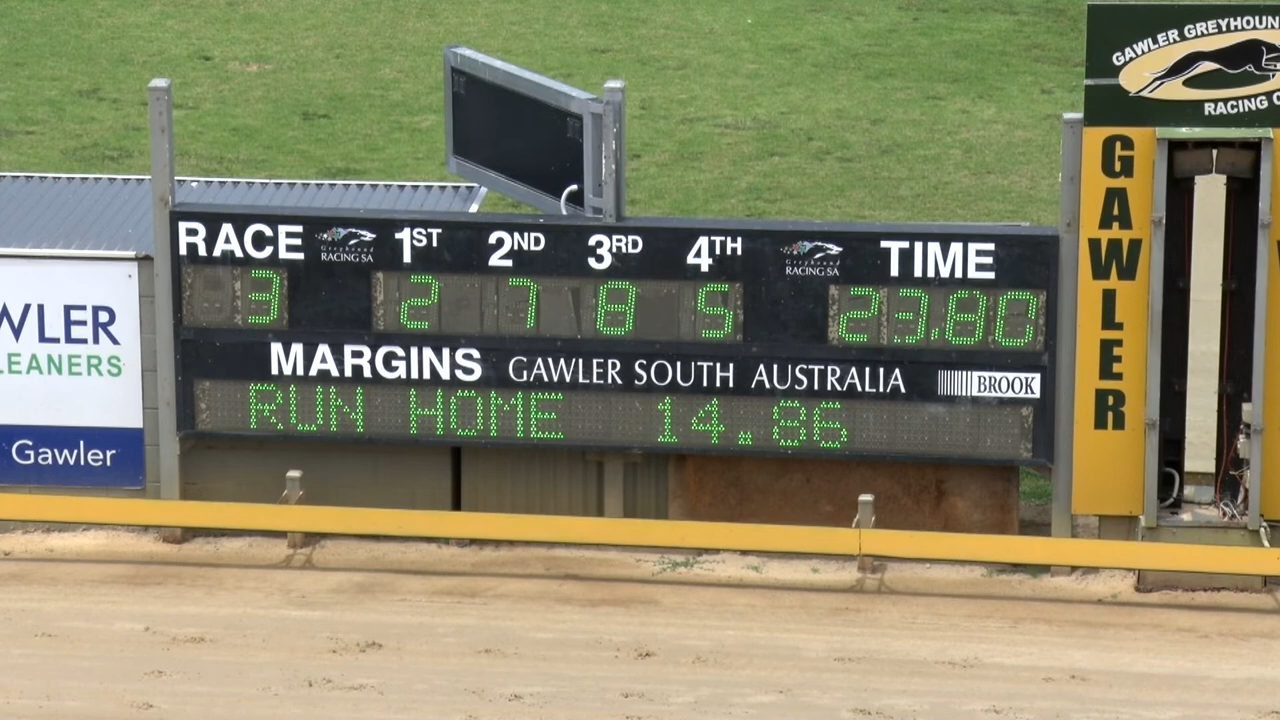 GAWLER GREYHOUN
RACING C
GAWLER
RACE
Greyhound
RACING SA
1ST 2ND 3RD 4TH
Greyhound
RACING SA
TIME
3 2 7 8 5 23.80
MARGINS GAWLER SOUTH AUSTRALIA BROOK
RUN HOME 14.86
WLER
LEANERS
Gawler